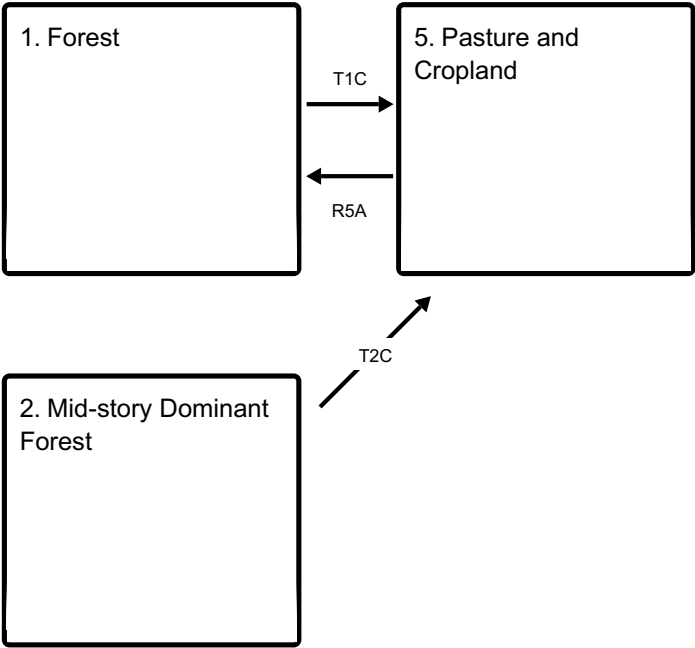 1. Forest
5. Pasture and
Cropland
T1C
R5A
T2C
2. Mid-story Dominant
Forest